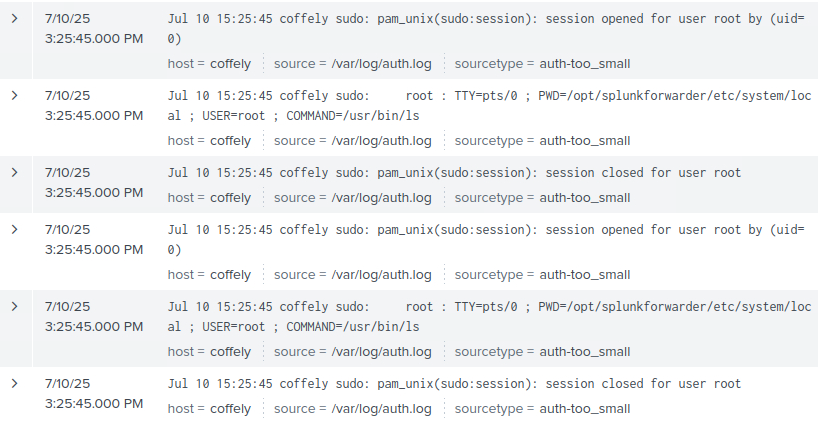 7/10/25 Jul 10 15:25:45 coffely sudo: pam_unix(sudo:session): session opened for user root by (uid=
3:25:45.000 PM 0)
host = coffely source = /var/log/auth.log sourcetype = auth-too_small
7/10/25 Jul 10 15:25:45 coffely sudo:     root : TTY=pts/0 ; PWD=/opt/splunkforwarder/etc/system/loc
3:25:45.000 PM al ; USER=root ; COMMAND=/usr/bin/ls
host = coffely source = /var/log/auth.log sourcetype = auth-too_small
7/10/25 Jul 10 15:25:45 coffely sudo: pam_unix(sudo:session): session closed for user root
3:25:45.000 PM host = coffely source = /var/log/auth.log sourcetype = auth-too_small
7/10/25 Jul 10 15:25:45 coffely sudo: pam_unix(sudo:session): session opened for user root by (uid=
3:25:45.000 PM 0)
host = coffely source = /var/log/auth.log sourcetype = auth-too_small
7/10/25 Jul 10 15:25:45 coffely sudo:     root : TTY=pts/0 ; PWD=/opt/splunkforwarder/etc/system/loc
3:25:45.000 PM al ; USER=root ; COMMAND=/usr/bin/ls
host = coffely source = /var/log/auth.log sourcetype = auth-too_small
7/10/25 Jul 10 15:25:45 coffely sudo: pam_unix(sudo:session): session closed for user root
3:25:45.000 PM host = coffely source = /var/log/auth.log sourcetype = auth-too_small